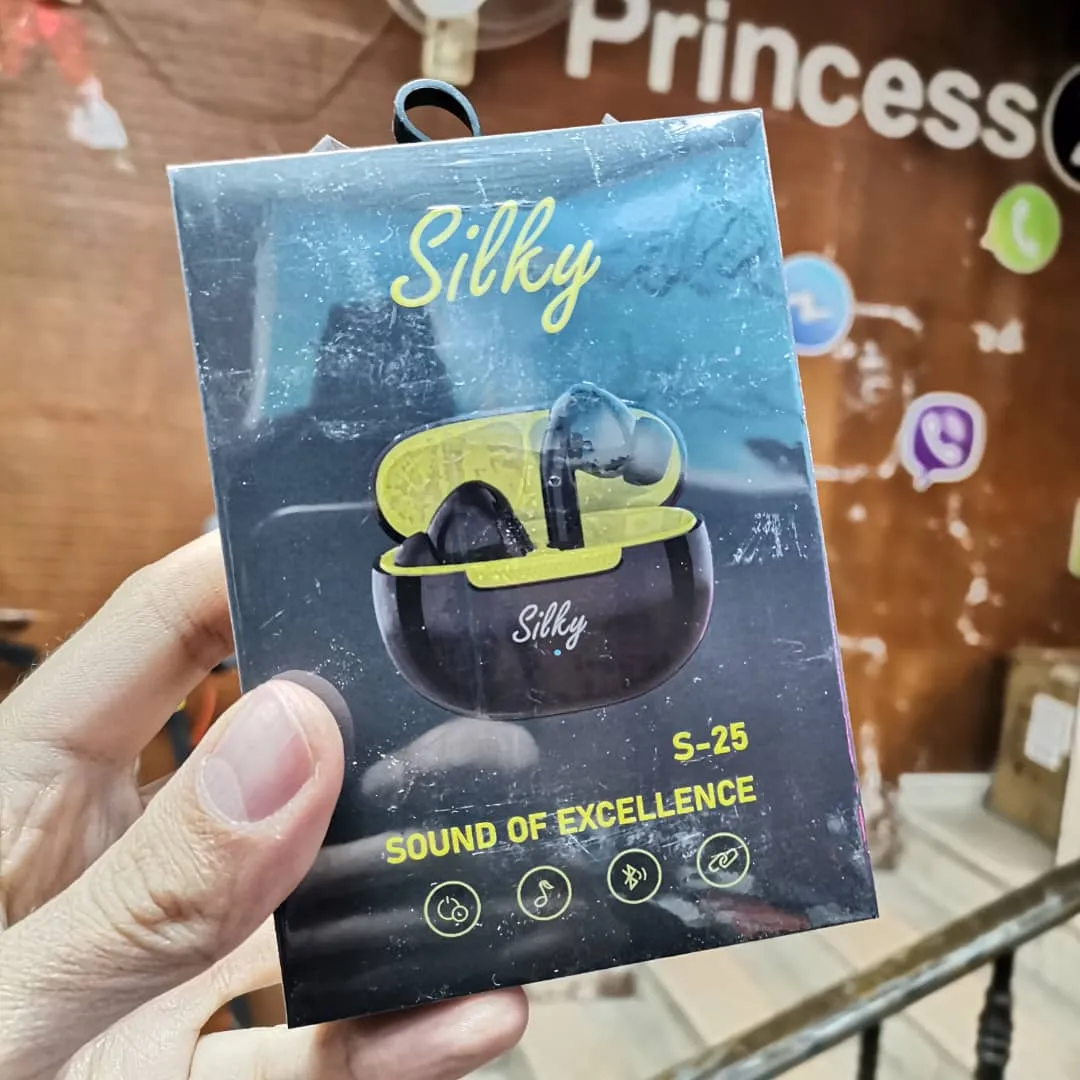 Princess
Silky
Silky
S-25
SOUND OF EXCELLENCE